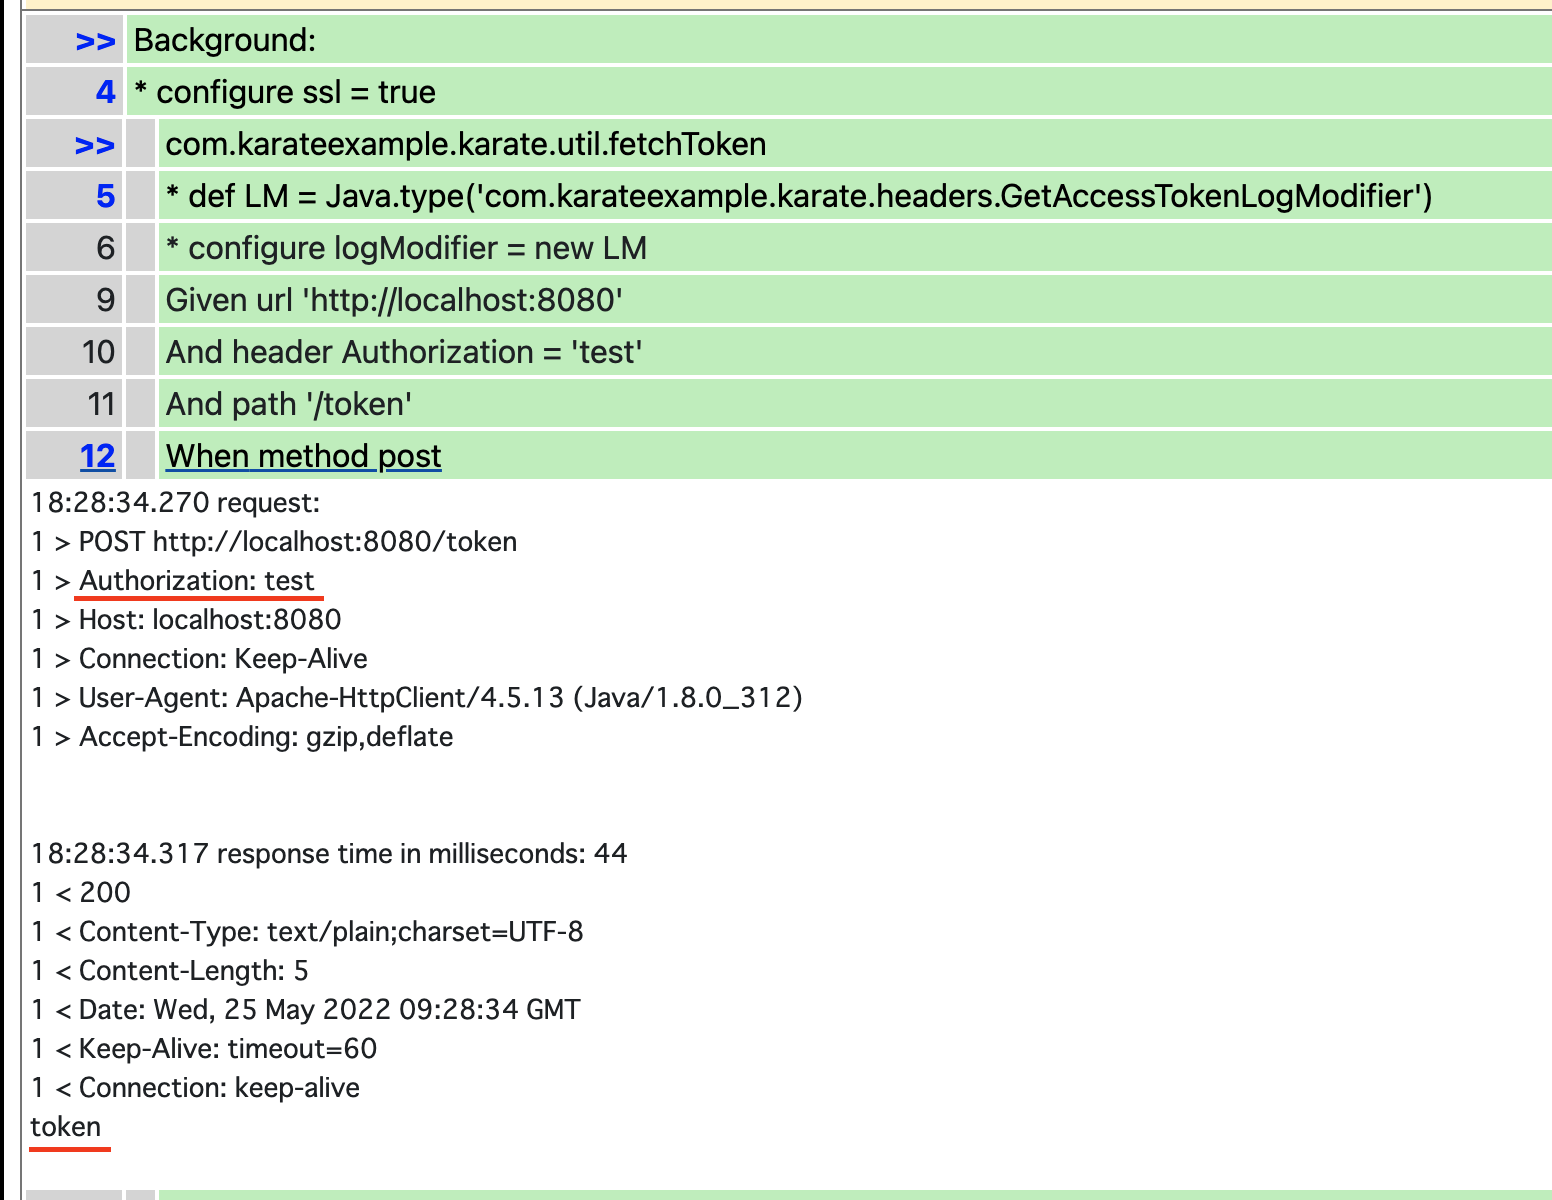 >> Background:
4 * configure ssl = true
>> com.karateexample.karate.util.fetchToken
5 * def LM = Java.type('com.karateexample.karate.headers.GetAccessTokenLogModifier')
6 * configure logModifier = new LM
9 Given url 'http://localhost:8080'
10 And header Authorization = 'test'
11 And path '/token'
12 When method post
18:28:34.270 request:
1 > POST http://localhost:8080/token
1 > Authorization: test
1 > Host: localhost:8080
1 > Connection: Keep-Alive
1 > User-Agent: Apache-HttpClient/4.5.13 (Java/1.8.0_312)
1 > Accept-Encoding: gzip,deflate
18:28:34.317 response time in milliseconds: 44
1 < 200
1 < Content-Type: text/plain;charset=UTF-8
1 < Content-Length: 5
1 < Date: Wed, 25 May 2022 09:28:34 GMT
1 < Keep-Alive: timeout=60
1 < Connection: keep-alive
token